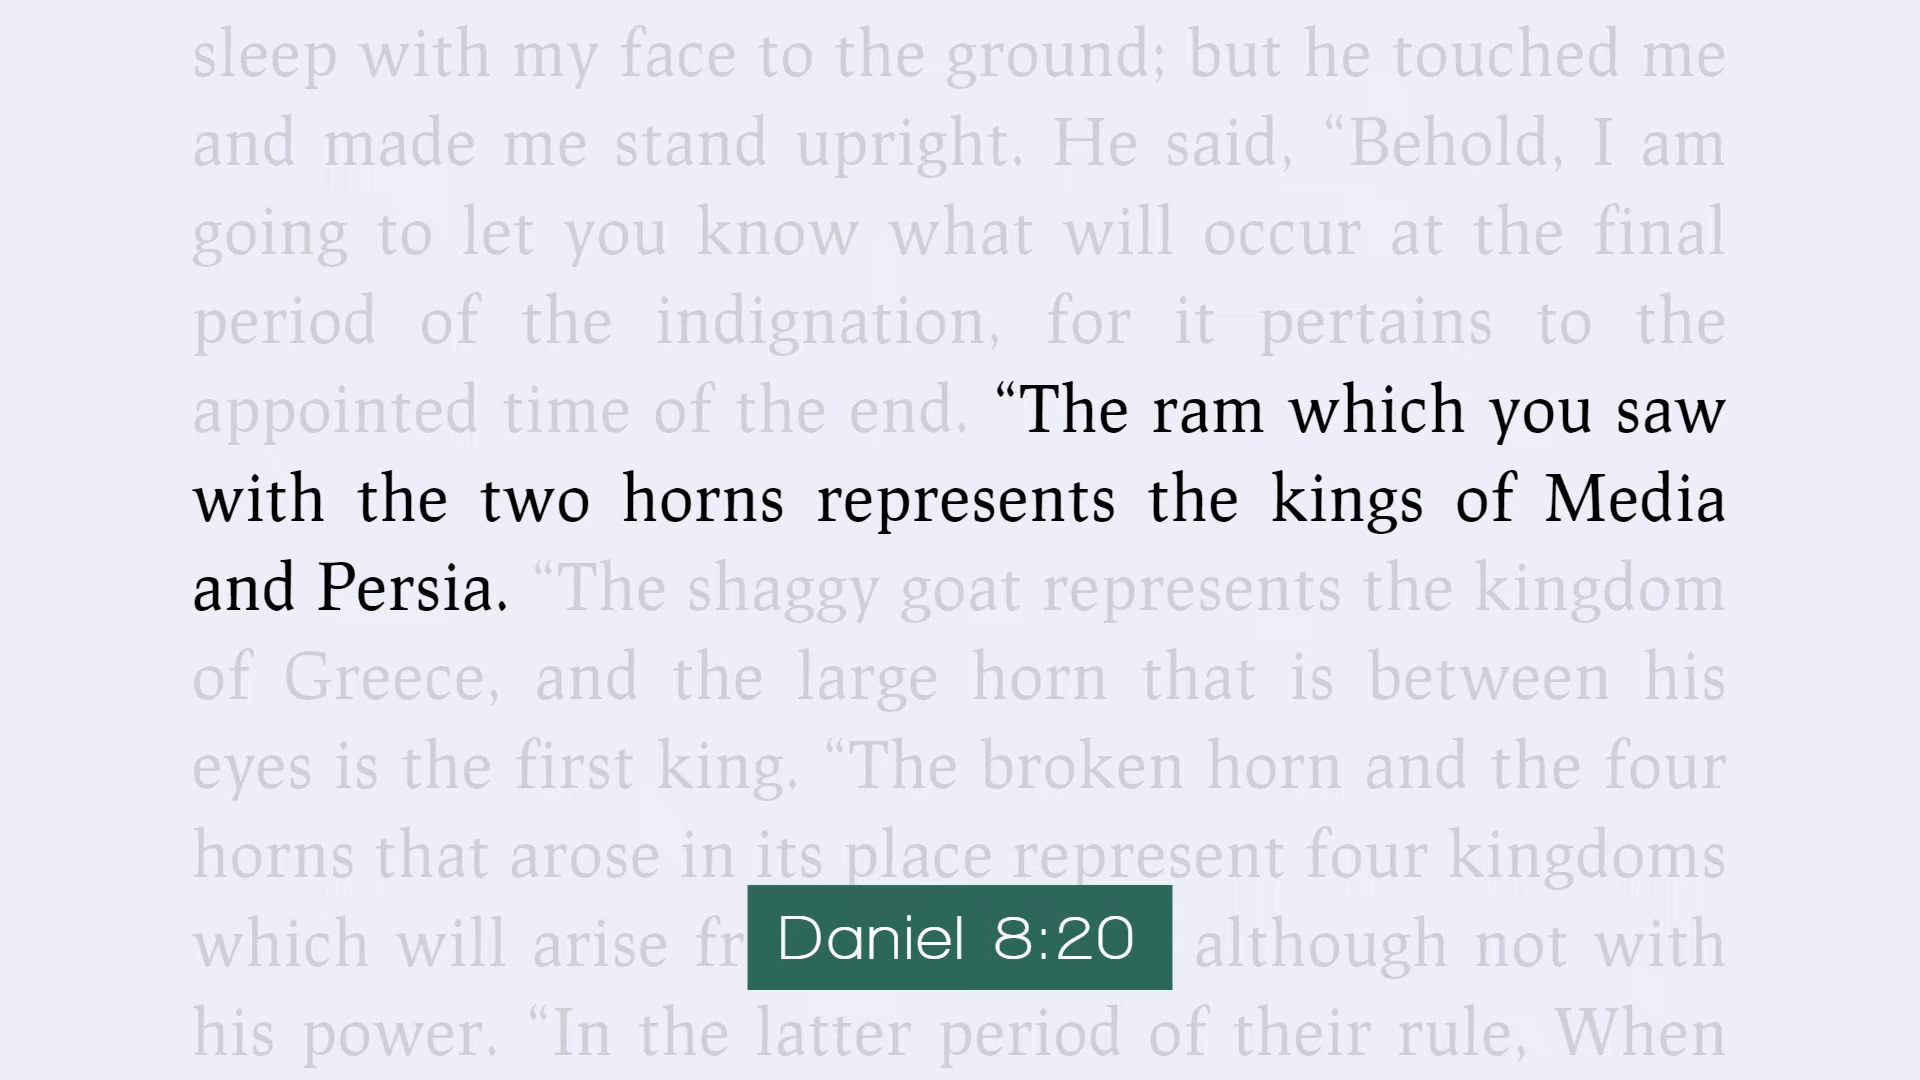 sleep with my face to the ground; but he touched me
and made me stand upright. He said, “Behold, I am
going to let you know what will occur at the final
period of the indignation, for it pertains to the
appointed time of the end. “The ram which you saw
with the two horns represents the kings of Media
and Persia. “The shaggy goat represents the kingdom
of Greece, and the large horn that is between his
eyes is the first king. “The broken horn and the four
horns that arose in its place represent four kingdoms
which will arise although not with
Daniel 8:20
his power. “In the latter period of their rule, When